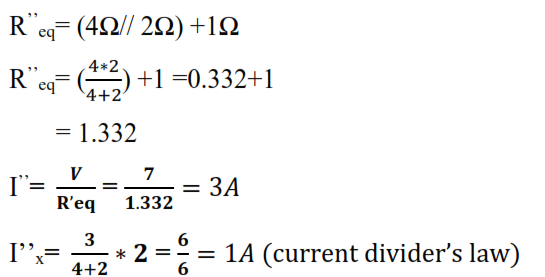 R’’eq= (4Ω// 2Ω) +1Ω
R’’eq= (4*2/4+2) +1 =0.332+1
= 1.332
I’’= V/R’eq = 7/1.332 = 3A
I’’x= 3/4+2 * 2 = 6/6 = 1A (current divider’s law)